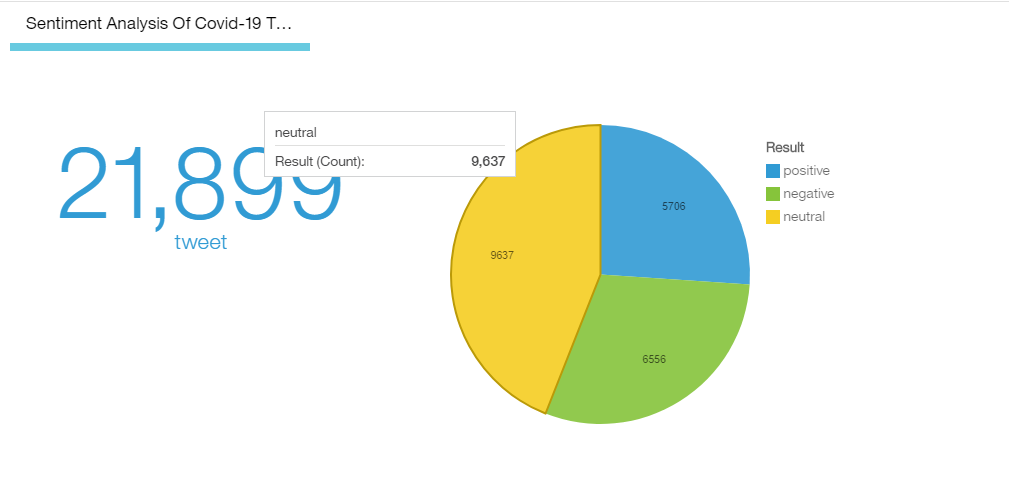 Sentiment Analysis Of Covid-19 T...
21,899
tweet
neutral
Result (Count): 9,637
5706
6556
9637
Result
positive
negative
neutral